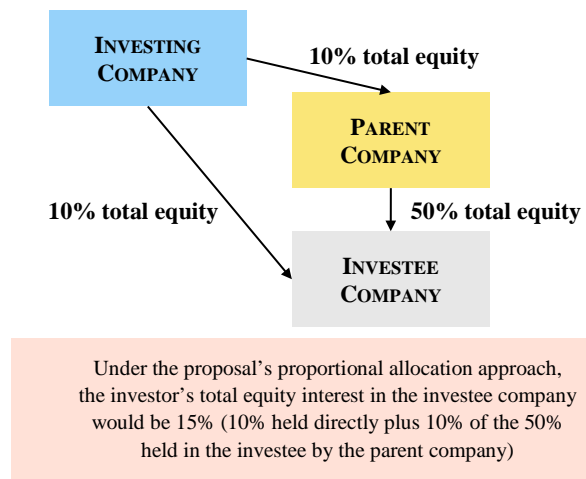 INVESTING
COMPANY
10% total equity
PARENT
COMPANY
10% total equity
50% total equity
INVESTEE
COMPANY
Under the proposal's proportional allocation approach,
the investor's total equity interest in the investee company
would be 15% (10% held directly plus 10% of the 50%
held in the investee by the parent company)